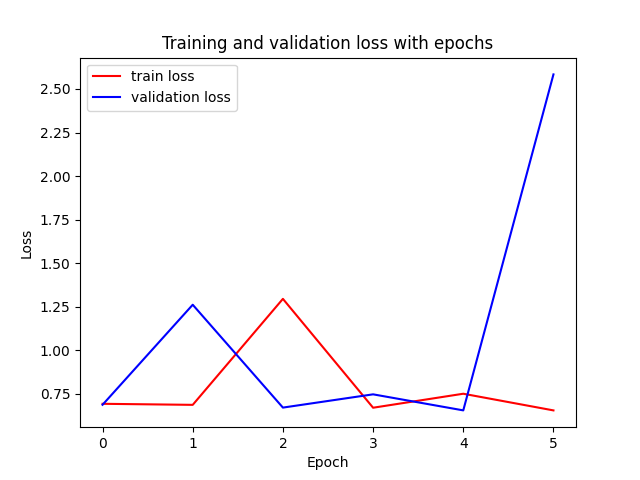 Training and validation loss with epochs
train loss
validation loss
2.50
2.25
2.00
1.75
1.50
1.25
1.00
0.75
Loss
0
1
2
3
4
5
Epoch